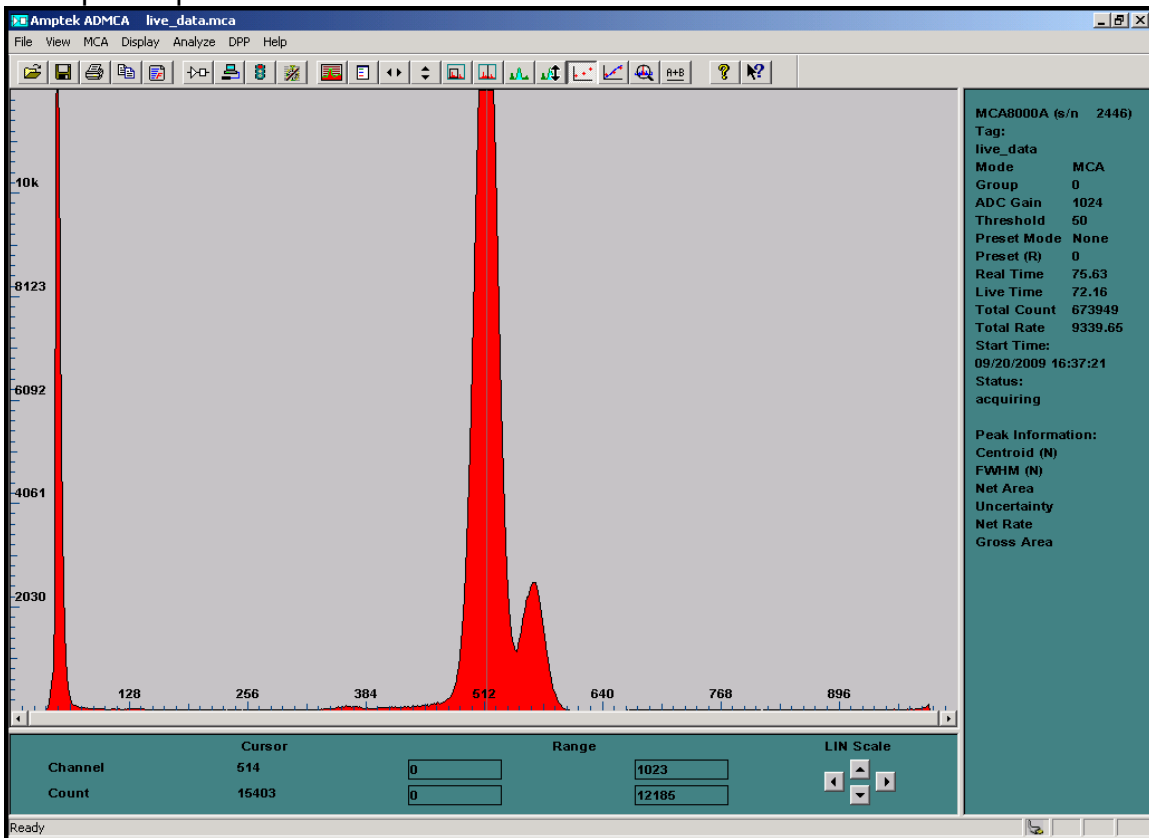 Amptek ADMCA live_data.mca
File View MCA Display Analyze DPP Help
A+B
10k
8123
6092
4061
2030
128 256 384 512 640 768 896
MCA8000A (s/n 2446)
Tag:
live_data
Mode MCA
Group 0
ADC Gain 1024
Threshold 50
Preset Mode None
Preset (R) 0
Real Time 75.63
Live Time 72.16
Total Count 673949
Total Rate 9339.65
Start Time:
09/20/2009 16:37:21
Status:
acquiring
Peak Information:
Centroid (N)
FWHM (N)
Net Area
Uncertainty
Net Rate
Gross Area
Cursor Range LIN Scale
Channel 514 0 1023
Count 15403 0 12185
Ready